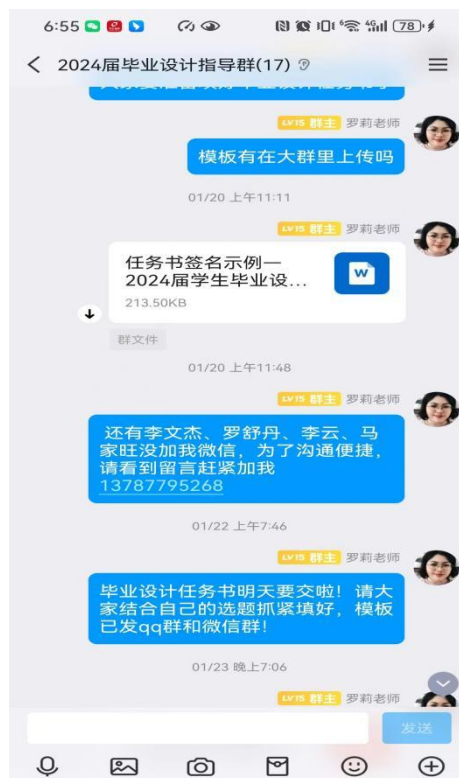 6:55
78
2024届毕业设计指导群(17)
LV15 群主 罗莉老师
模板有在大群里上传吗
01/20 上午11:11
LV15 群主 罗莉老师
任务书签名示例一
2024届学生毕业设...
213.50KB
W
群文件
01/20 上午11:48
LV15 群主 罗莉老师
还有李文杰、罗舒丹、李云、马
家旺没加我微信，为了沟通便捷，
请看到留言赶紧加我
13787795268
01/22 上午7:46
LV15 群主 罗莉老师
毕业设计任务书明天要交啦！请大
家结合自己的选题抓紧填好，模板
已发qq群和微信群！
01/23 晚上7:06
LV15 群主 罗莉老师
发送